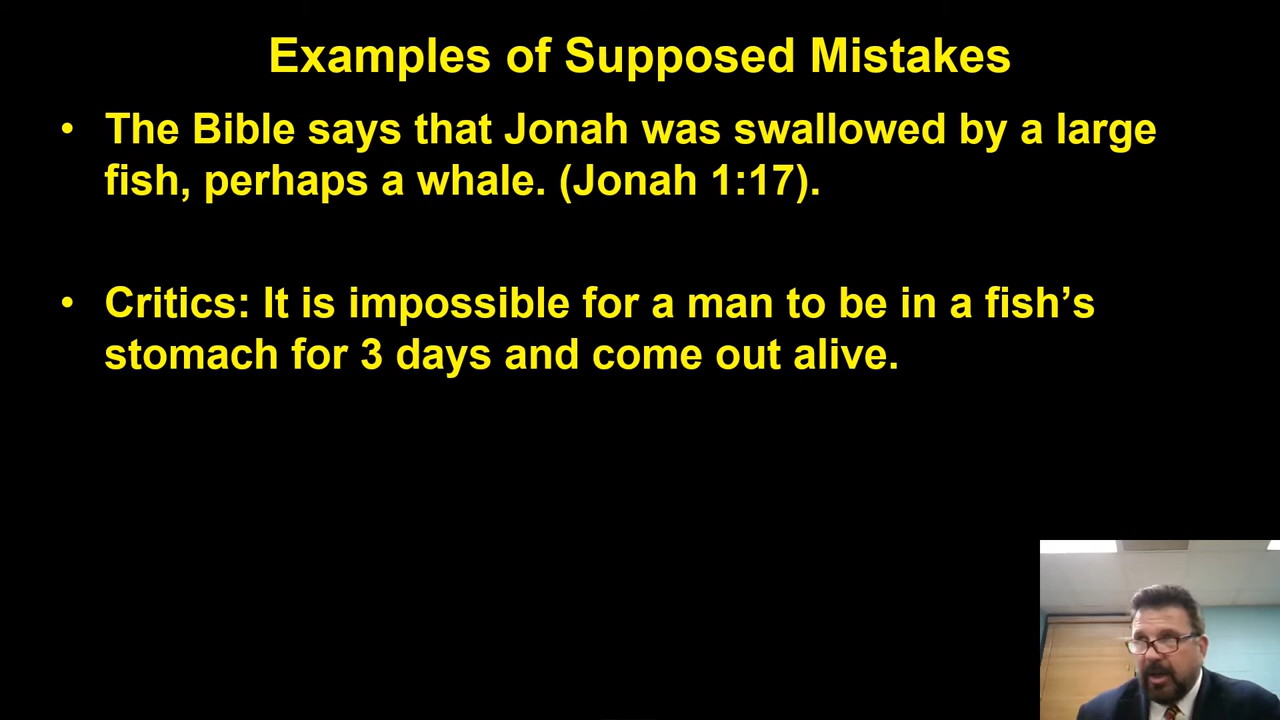 Examples of Supposed Mistakes
• The Bible says that Jonah was swallowed by a large
fish, perhaps a whale. (Jonah 1:17).
• Critics: It is impossible for a man to be in a fish’s
stomach for 3 days and come out alive.